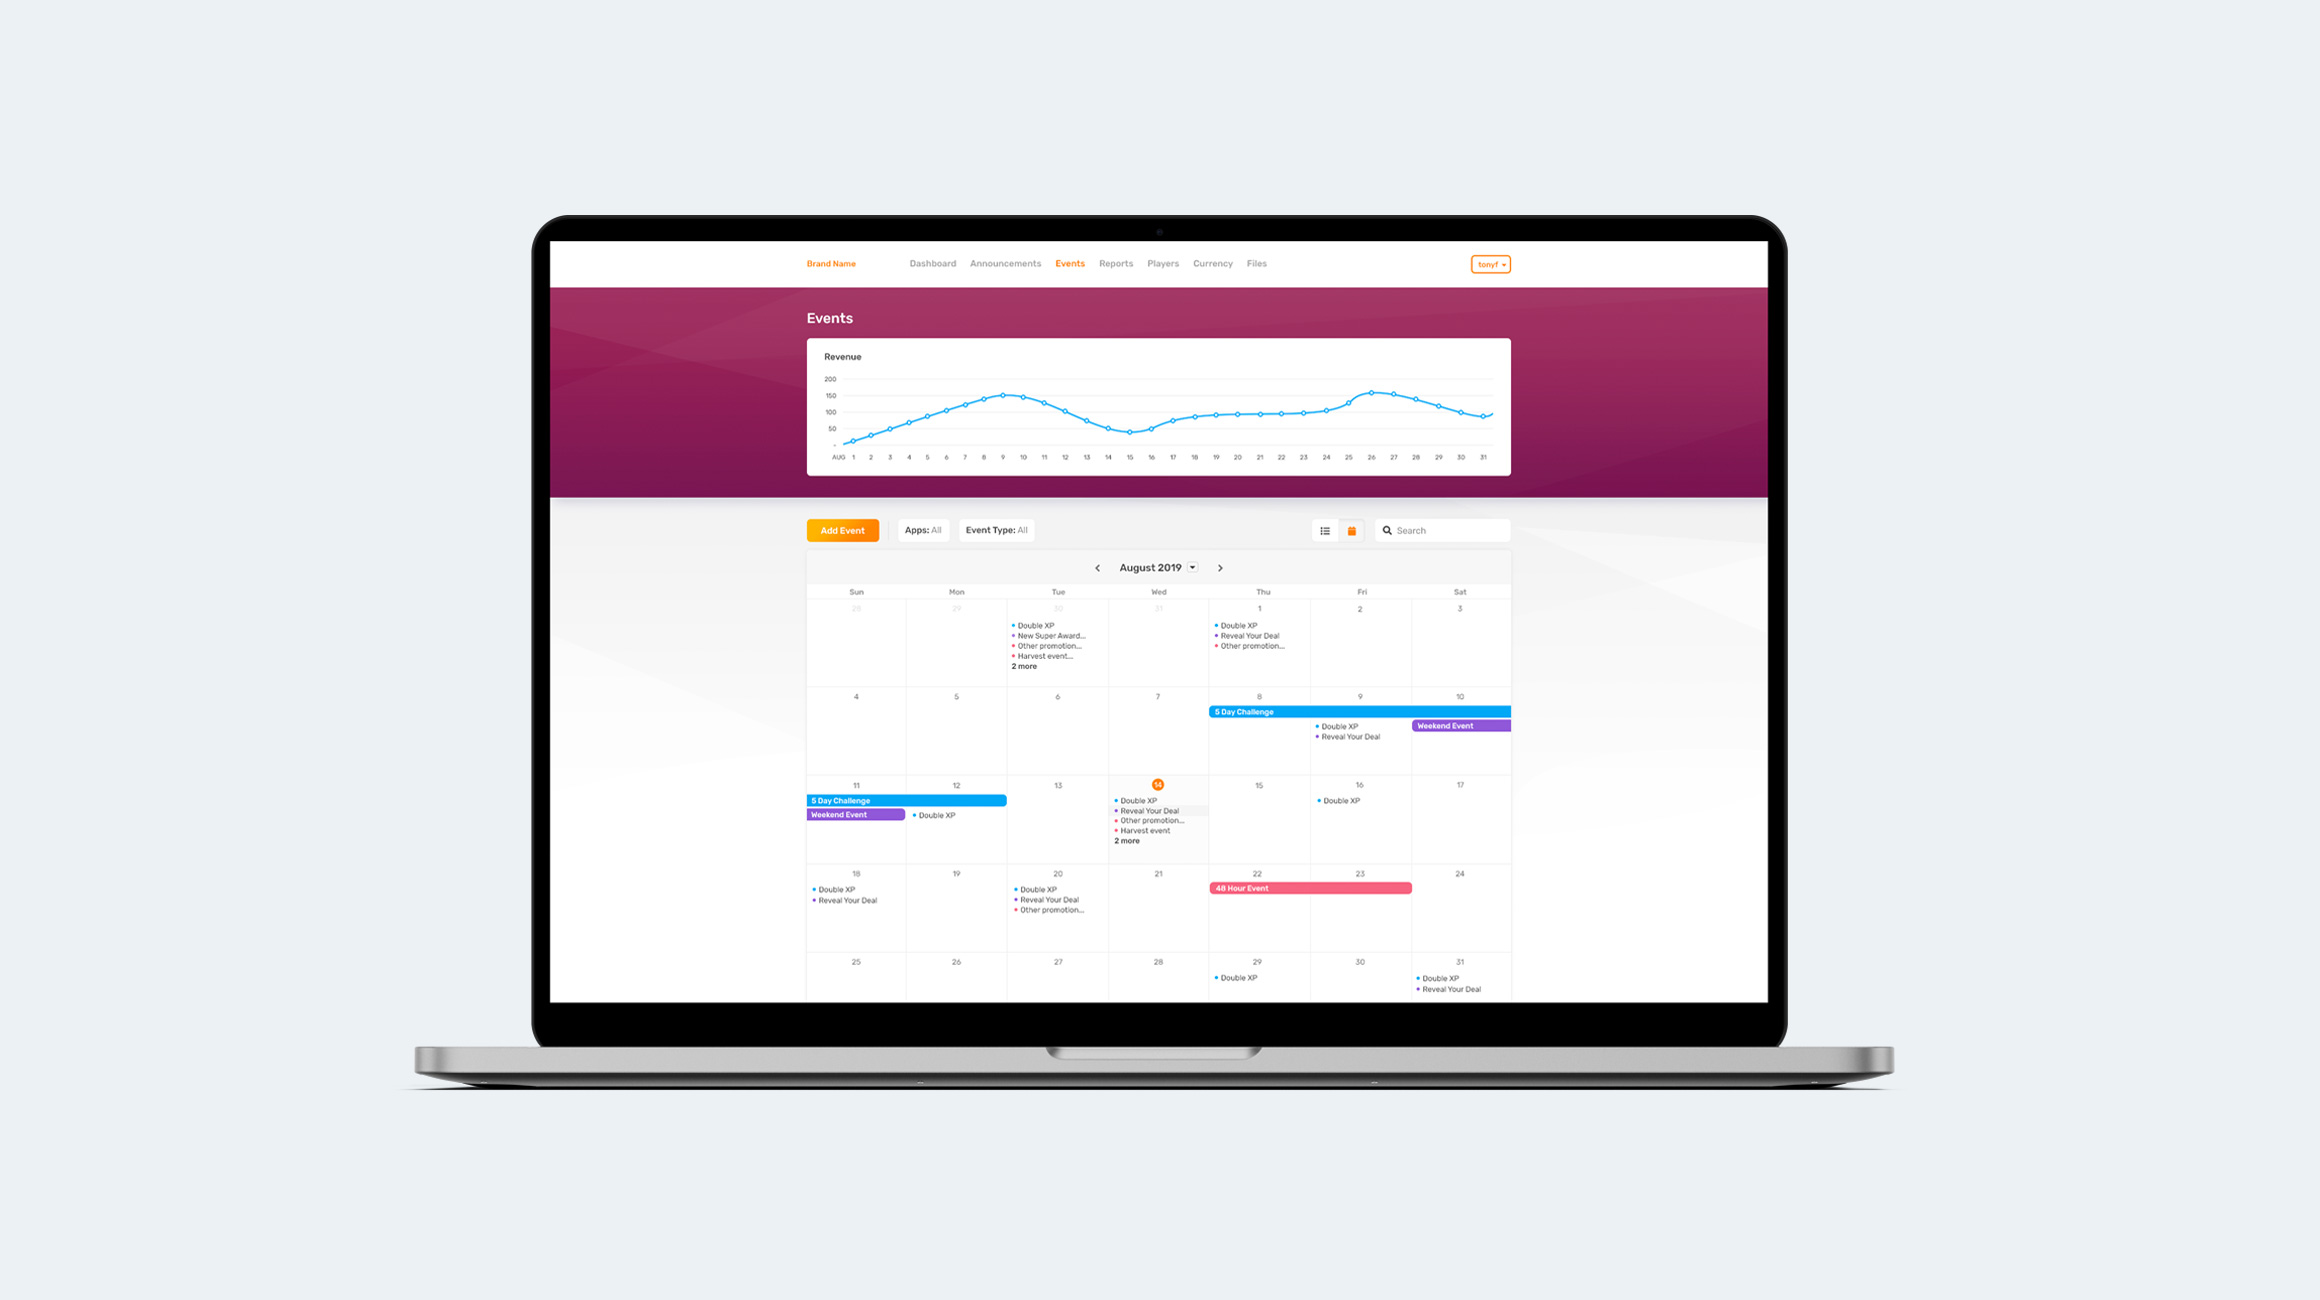 Brand Name Dashboard Announcements Events Reports Players Currency Files tonyf
Events
Revenue
200
150
100
50
-
AUG 1 2 3 4 5 6 7 8 9 10 11 12 13 14 15 16 17 18 19 20 21 22 23 24 25 26 27 28 29 30 31
Add Event Apps: All Event Type: All Search
August 2019
Sun Mon Tue Wed Thu Fri Sat
28 29 30 31 1 2 3
Double XP Double XP
New Super Award... Reveal Your Deal
Other promotion... Other promotion...
Harvest event...
2 more
4 5 6 7 8 9 10
5 Day Challenge
Double XP Weekend Event
Reveal Your Deal
11 12 13 14 15 16 17
5 Day Challenge Double XP Double XP
Weekend Event Double XP Reveal Your Deal
Other promotion...
Harvest event
2 more
18 19 20 21 22 23 24
Double XP Double XP 48 Hour Event
Reveal Your Deal Reveal Your Deal
Other promotion...
25 26 27 28 29 30 31
Double XP Double XP
Reveal Your Deal